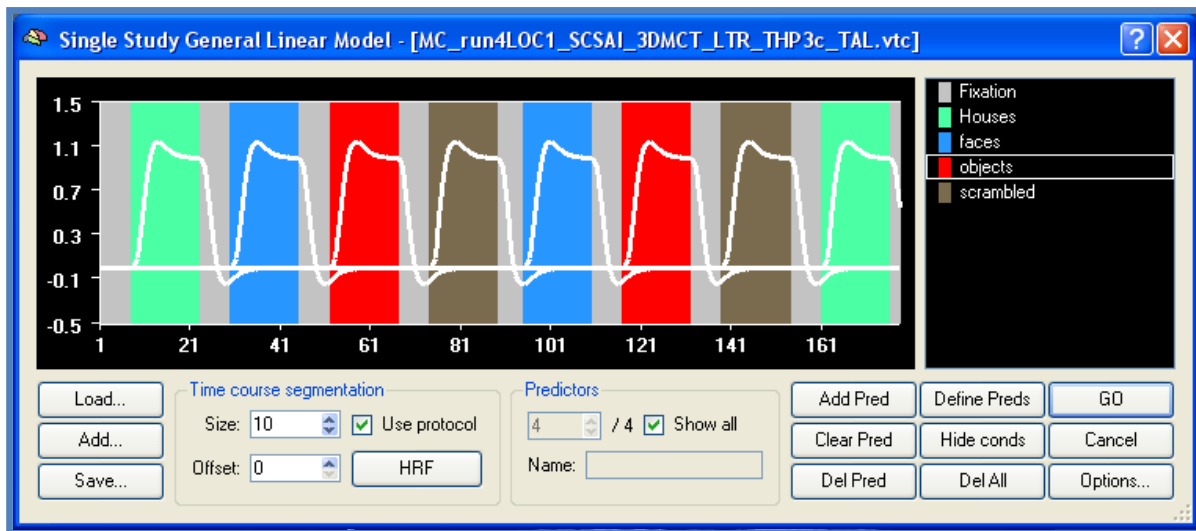 Single Study General Linear Model - [MC_run4LOC1_SCSAI_3DMCT_LTR_THP3c_TAL.vtc]
1.5
1.1
0.7
0.3
-0.1
-0.5
1 21 41 61 81 101 121 141 161
Fixation
Houses
faces
objects
scrambled
Load...
Add...
Save...
Time course segmentation
Size: 10 Use protocol
Offset: 0 HRF
Predictors
4 / 4 Show all
Name:
Add Pred Define Preds GO
Clear Pred Hide conds Cancel
Del Pred Del All Options...